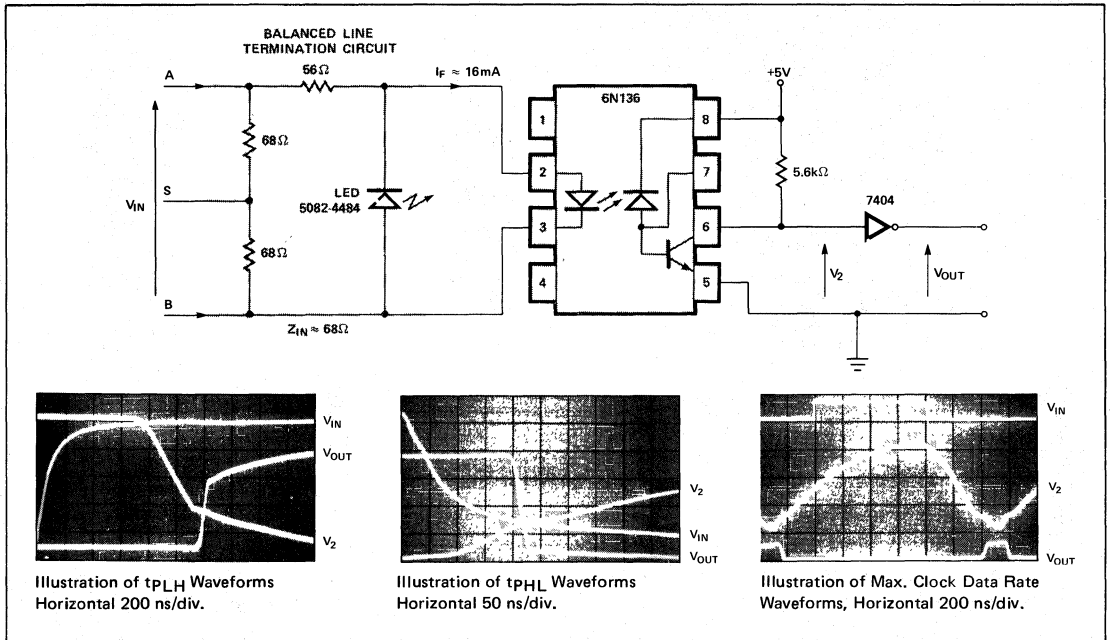 BALANCED LINE
TERMINATION CIRCUIT
A
56Ω
IF ≈ 16mA
+5V
6N136
1
8
68Ω
2
7
5.6kΩ
S
VIN
LED
5082-4484
7404
3
6
68Ω
4
5
V2
VOUT
B
ZIN ≈ 68Ω
VIN
VOUT
V2
Illustration of tPLH Waveforms
Horizontal 200 ns/div.
V2
VIN
VOUT
Illustration of tPHL Waveforms
Horizontal 50 ns/div.
VIN
V2
VOUT
Illustration of Max. Clock Data Rate
Waveforms, Horizontal 200 ns/div.